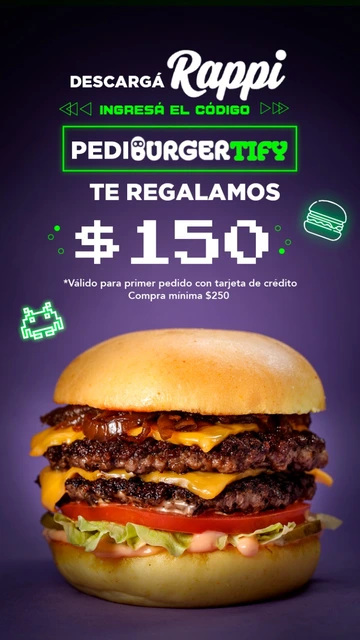 DESCARGÁ Rappi
INGRESÁ EL CÓDIGO
PEDIBURGERTIFY
TE REGALAMOS
$150
*Válido para primer pedido con tarjeta de crédito
Compra mínima $250